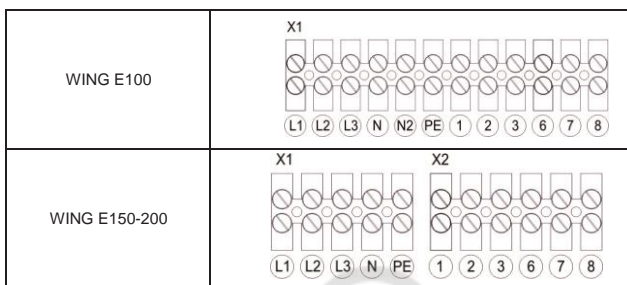 X1
WING E100
L1 L2 L3 N N2 PE 1 2 3 6 7 8
X1 X2
WING E150-200
L1 L2 L3 N PE 1 2 3 6 7 8